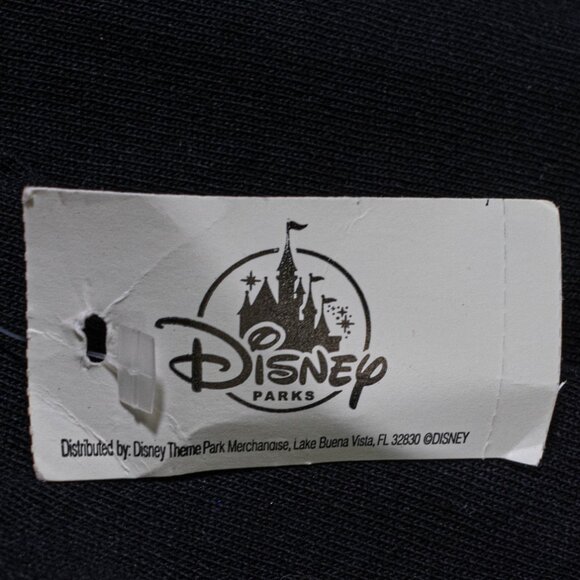 DISNEY
PARKS
Distributed by: Disney Theme Park Merchandise, Lake Buena Vista, FL 32830 ©DISNEY